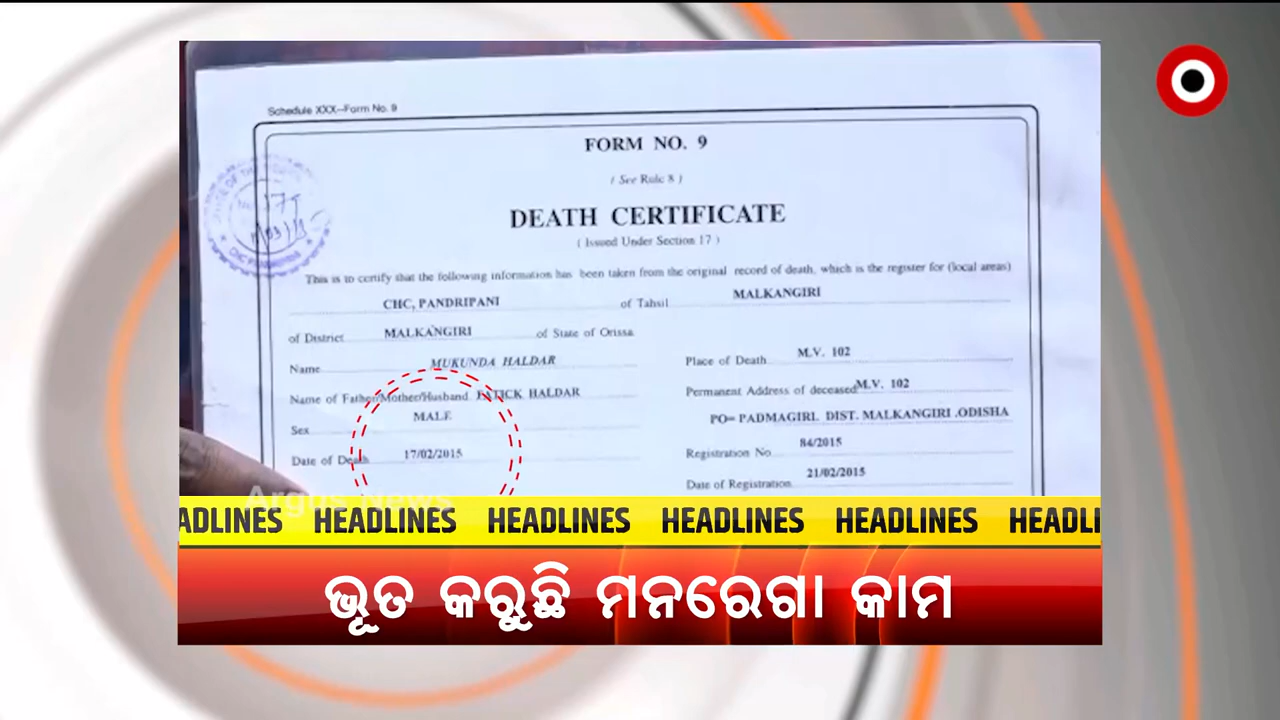 Schedule XXX—Form No. 9
FORM NO. 9
( See Rule 8 )
DEATH CERTIFICATE
( Issued Under Section 17 )
This is to certify that the following information has been taken from the original record of death, which is the register for (local areas)
CHC, PANDRIPANI of Tahsil MALKANGIRI
of District MALKANGIRI of State of Orissa
Name MUKUNDA HALDAR
Place of Death M.V. 102
Name of Father/Mother/Husband FATICK HALDAR
Permanent Address of deceased M.V. 102
Sex MALE
PO= PADMAGIRI. DIST. MALKANGIRI .ODISHA
Date of Death 17/02/2015
Registration No 84/2015
Date of Registration 21/02/2015
Argus News
ADLINES HEADLINES HEADLINES HEADLINES HEADLINES HEADLI
ଭୂତ କରୁଛି ମନରେଗା କାମ